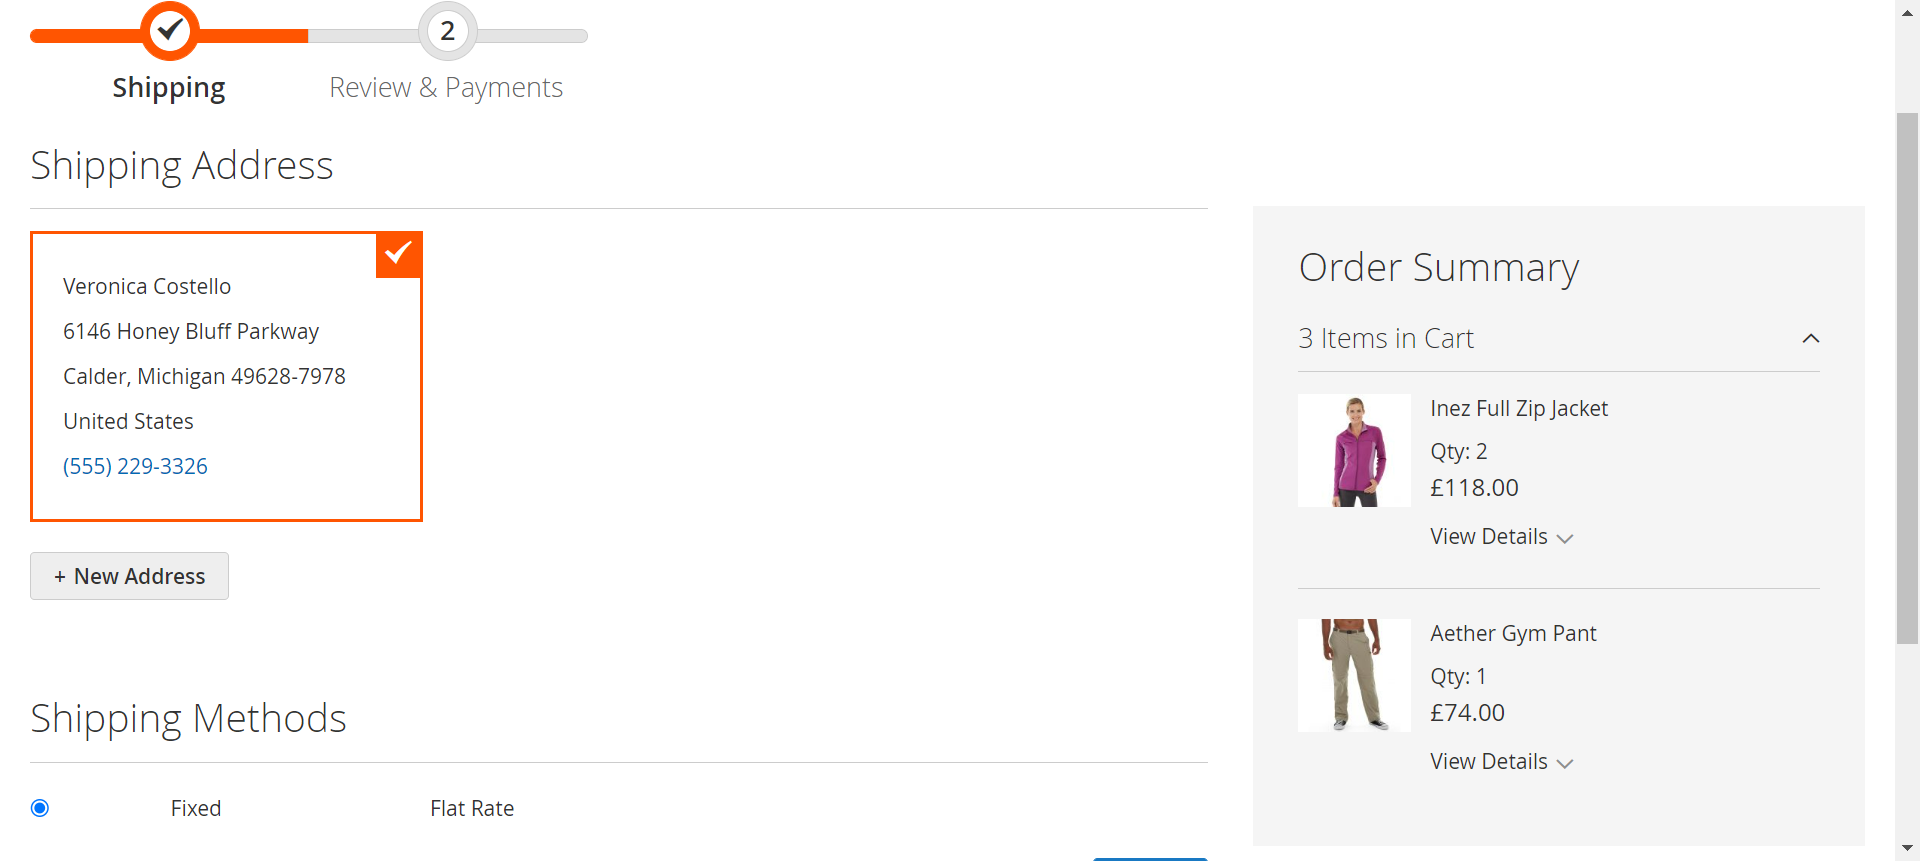 2
Shipping
Review & Payments
Shipping Address
Veronica Costello
6146 Honey Bluff Parkway
Calder, Michigan 49628-7978
United States
(555) 229-3326
+ New Address
Shipping Methods
Fixed
Flat Rate
Order Summary
3 Items in Cart
Inez Full Zip Jacket
Qty: 2
£118.00
View Details
Aether Gym Pant
Qty: 1
£74.00
View Details